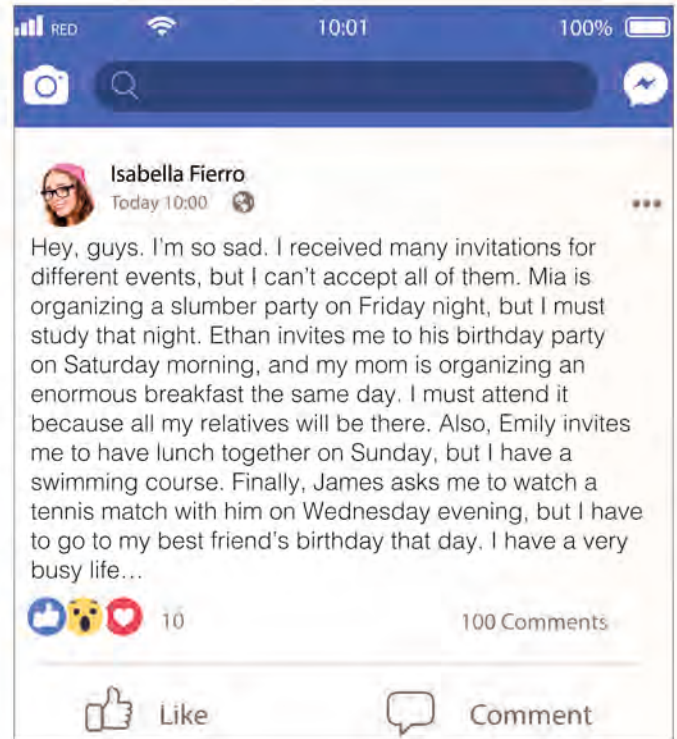 RED 10:01 100%
Isabella Fierro
Today 10:00
Hey, guys. I'm so sad. I received many invitations for
different events, but I can't accept all of them. Mia is
organizing a slumber party on Friday night, but I must
study that night. Ethan invites me to his birthday party
on Saturday morning, and my mom is organizing an
enormous breakfast the same day. I must attend it
because all my relatives will be there. Also, Emily invites
me to have lunch together on Sunday, but I have a
swimming course. Finally, James asks me to watch a
tennis match with him on Wednesday evening, but I have
to go to my best friend's birthday that day. I have a very
busy life...
10 100 Comments
Like Comment